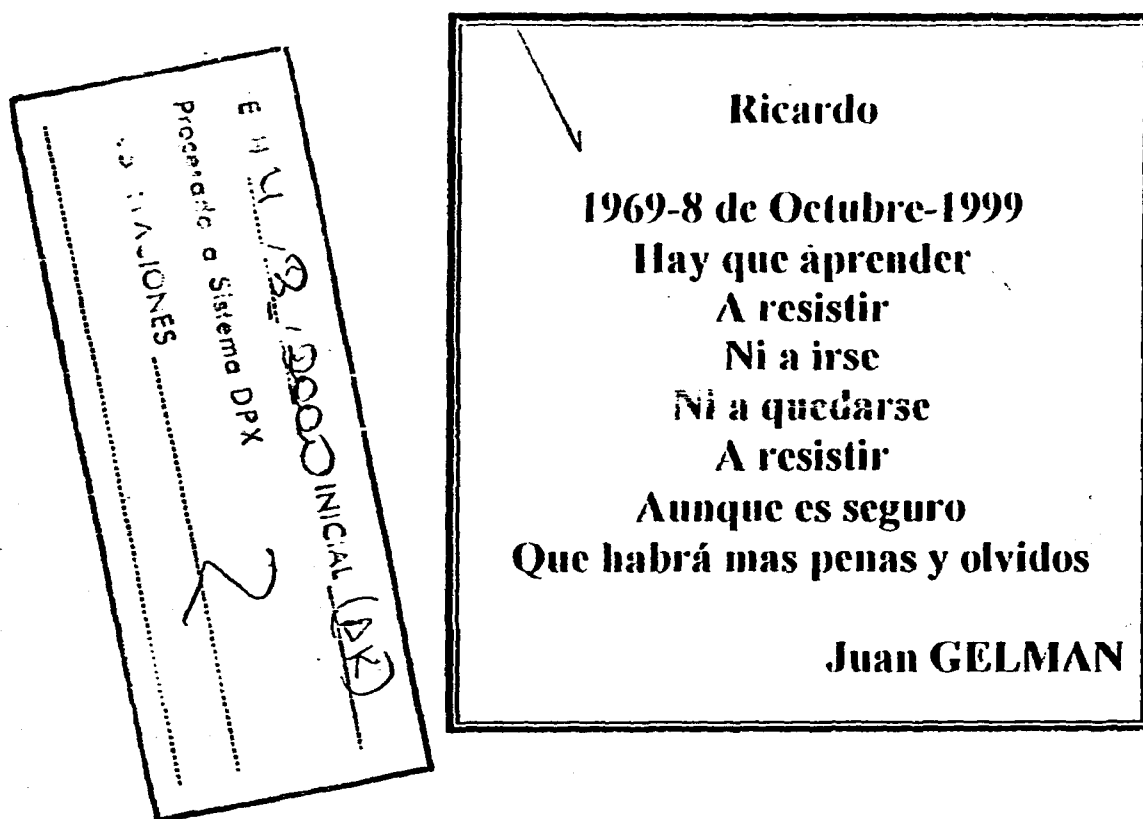 Ricardo
1969-8 de Octubre-1999
Hay que aprender
A resistir
Ni a irse
Ni a quedarse
A resistir
Aunque es seguro
Que habrá mas penas y olvidos
Juan GELMAN
INICIAL (DK)
Procesado a Sistema DPX